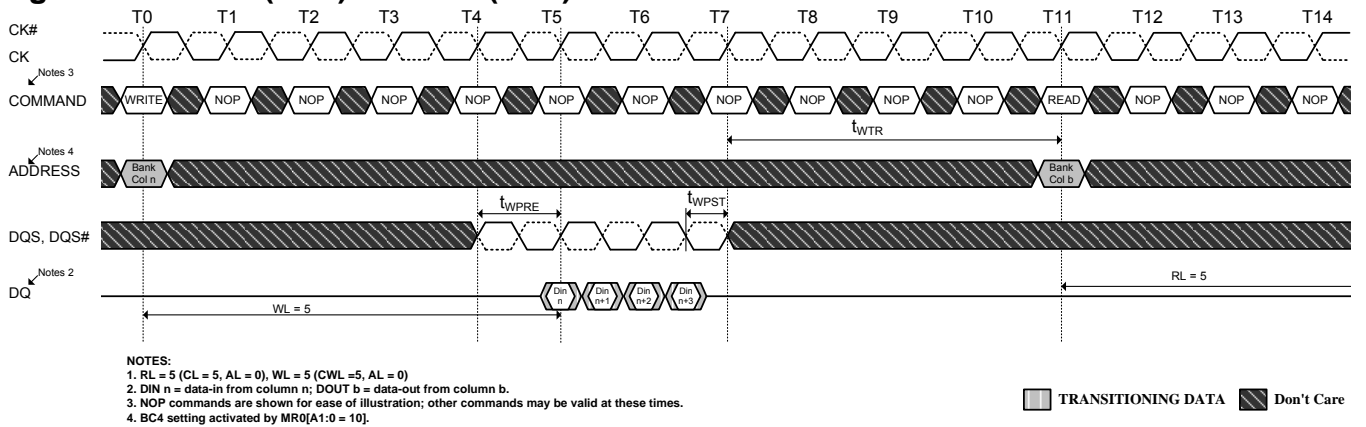 T0 T1 T2 T3 T4 T5 T6 T7 T8 T9 T10 T11 T12 T13 T14
CK#
CK
Notes 3
COMMAND WRITE NOP NOP NOP NOP NOP NOP NOP NOP NOP NOP READ NOP NOP NOP
tWTR
Notes 4
ADDRESS
Bank
Col n
Bank
Col b
tWPRE tWPST
DQS, DQS#
Notes 2
DQ
Din
n
Din
n+1
Din
n+2
Din
n+3
RL = 5
WL = 5
NOTES:
1. RL = 5 (CL = 5, AL = 0), WL = 5 (CWL =5, AL = 0)
2. DIN n = data-in from column n; DOUT b = data-out from column b.
3. NOP commands are shown for ease of illustration; other commands may be valid at these times.
4. BC4 setting activated by MR0[A1:0 = 10].
TRANSITIONING DATA Don't Care